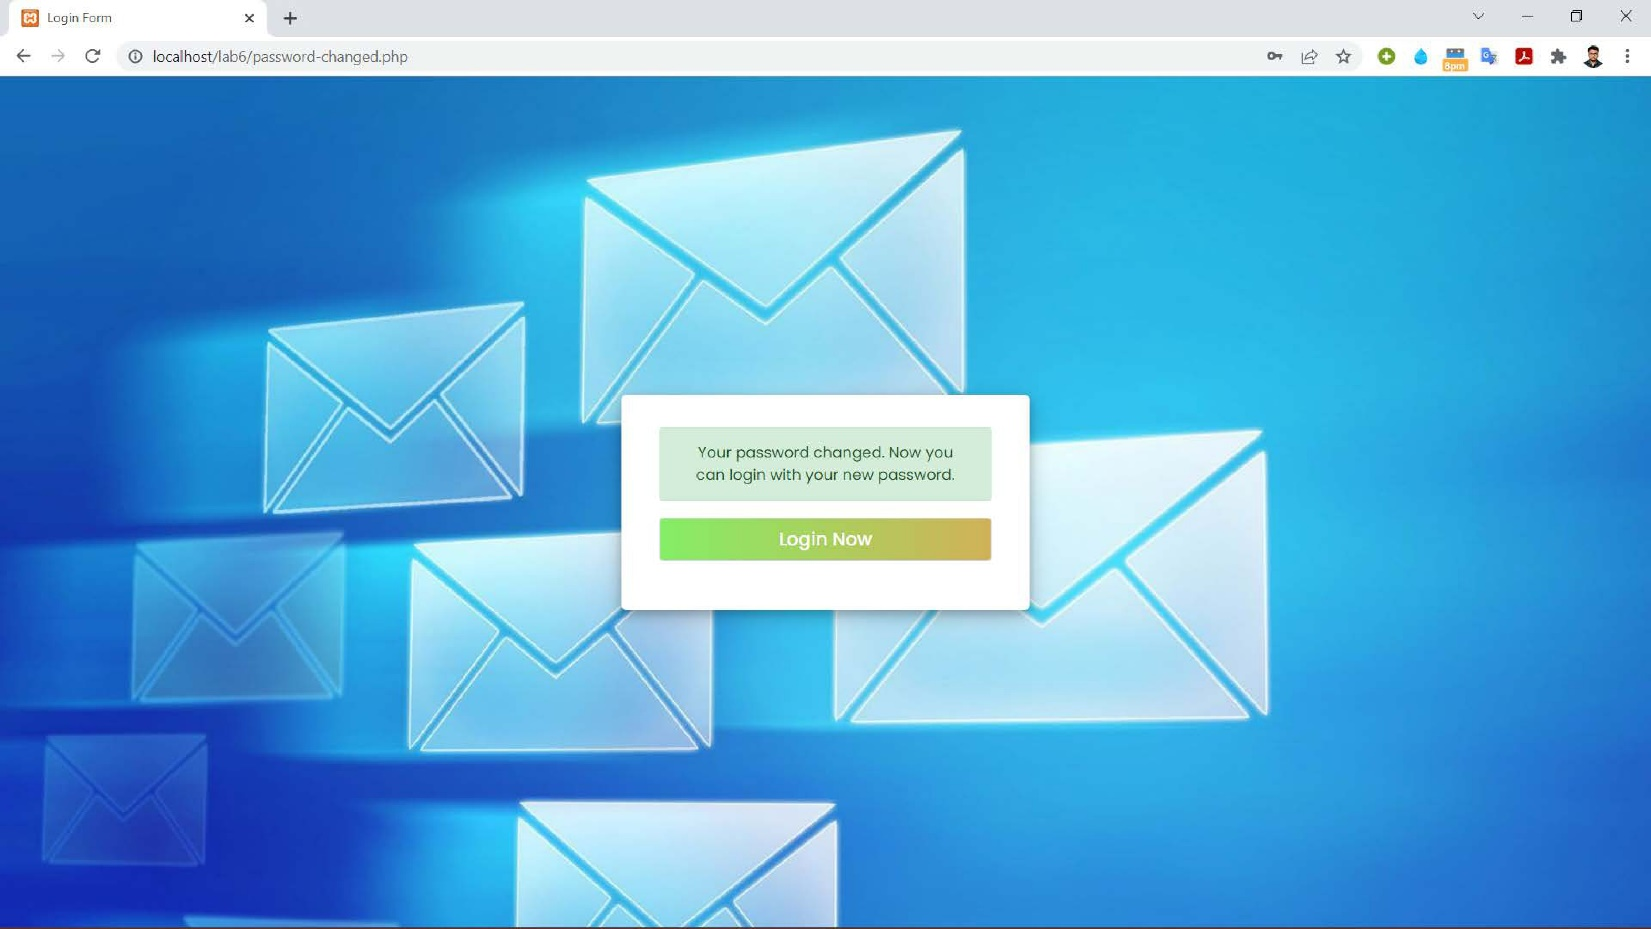 Login Form
localhost/lab6/password-changed.php
8pm
Your password changed. Now you
can login with your new password.
Login Now